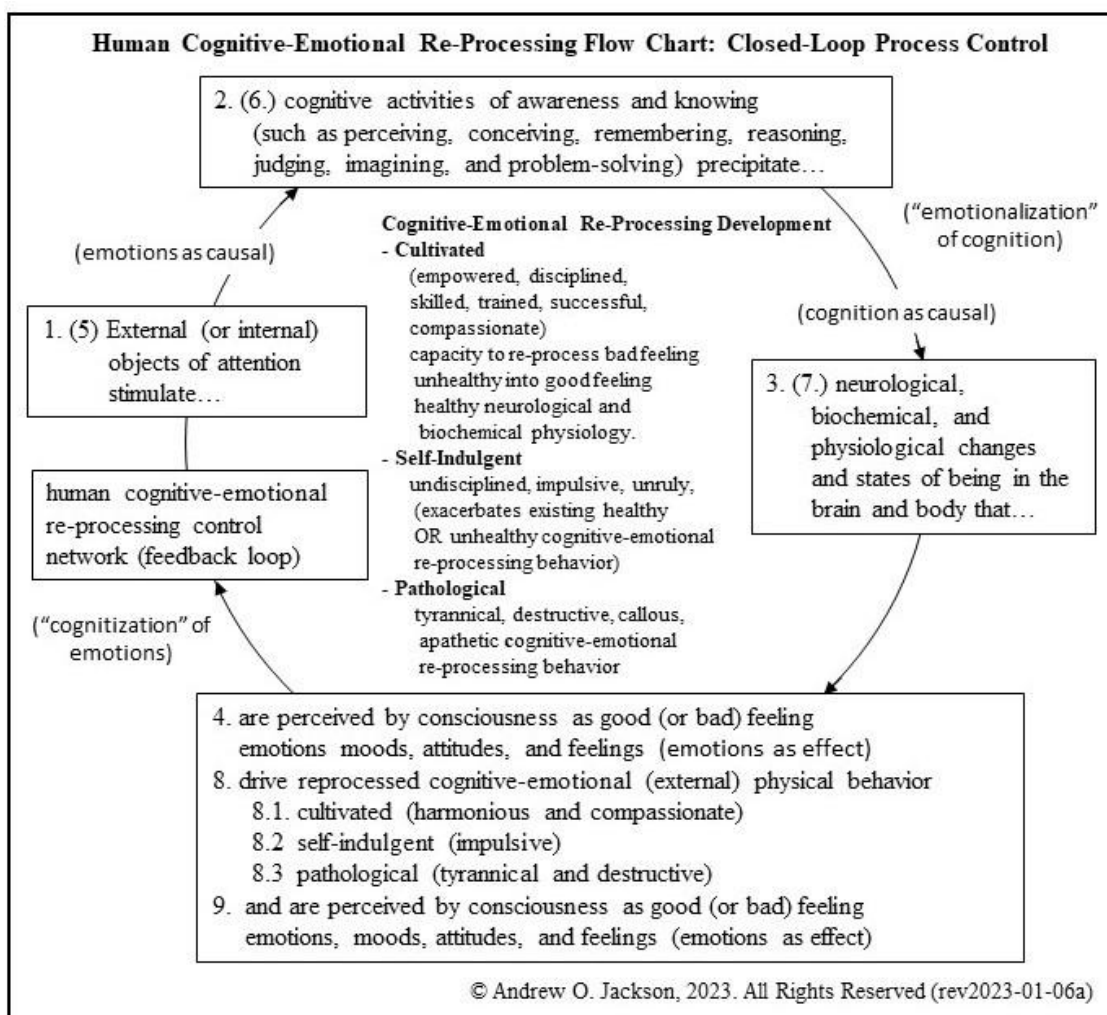 Human Cognitive-Emotional Re-Processing Flow Chart: Closed-Loop Process Control
2. (6.) cognitive activities of awareness and knowing
(such as perceiving, conceiving, remembering, reasoning,
judging, imagining, and problem-solving) precipitate…
(“emotionalization”
of cognition)
(cognition as causal)
(emotions as causal)
1. (5) External (or internal)
objects of attention
stimulate…
human cognitive-emotional
re-processing control
network (feedback loop)
(“cognitization” of
emotions)
Cognitive-Emotional Re-Processing Development
- Cultivated
(empowered, disciplined,
skilled, trained, successful,
compassionate)
capacity to re-process bad feeling
unhealthy into good feeling
healthy neurological and
biochemical physiology.
- Self-Indulgent
undisciplined, impulsive, unruly,
(exacerbates existing healthy
OR unhealthy cognitive-emotional
re-processing behavior)
- Pathological
tyrannical, destructive, callous,
apathetic cognitive-emotional
re-processing behavior
3. (7.) neurological,
biochemical, and
physiological changes
and states of being in the
brain and body that…
4. are perceived by consciousness as good (or bad) feeling
emotions moods, attitudes, and feelings (emotions as effect)
8. drive reprocessed cognitive-emotional (external) physical behavior
8.1. cultivated (harmonious and compassionate)
8.2 self-indulgent (impulsive)
8.3 pathological (tyrannical and destructive)
9. and are perceived by consciousness as good (or bad) feeling
emotions, moods, attitudes, and feelings (emotions as effect)
© Andrew O. Jackson, 2023. All Rights Reserved (rev2023-01-06a)